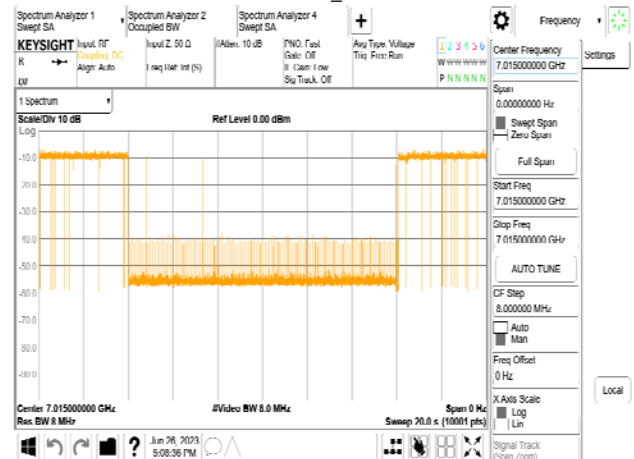 Spectrum Analyzer 1
Swept SA
Spectrum Analyzer 2
Occupied BW
Spectrum Analyzer 4
Swept SA
+
Frequency
KEYSIGHT
R
Input: RF
Coupling: DC
Align: Auto
Input Z: 50 Ω
Freq Ref: Int (S)
#Atten: 10 dB
PNO: Fast
Gate: Off
IF Gain: Low
Sig Track: Off
Avg Type: Voltage
Trig: Free Run
1 2 3 4 5 6
W W W W W W
P N N N N N
Center Frequency
7.015000000 GHz
Settings
1 Spectrum
Scale/Div 10 dB
Ref Level 0.00 dBm
Log
-10.0
-20.0
-30.0
-40.0
-50.0
-60.0
-70.0
-80.0
-90.0
Span
0.00000000 Hz
Swept Span
Zero Span
Full Span
Start Freq
7.015000000 GHz
Stop Freq
7.015000000 GHz
AUTO TUNE
CF Step
8.000000 MHz
Auto
Man
Freq Offset
0 Hz
X Axis Scale
Log
Lin
Local
Signal Track
(Span Zoom)
Center 7.015000000 GHz
#Video BW 8.0 MHz
Span 0 Hz
Res BW 8 MHz
Sweep 20.0 s (10001 pts)
?
Jun 26, 2023
5:08:36 PM